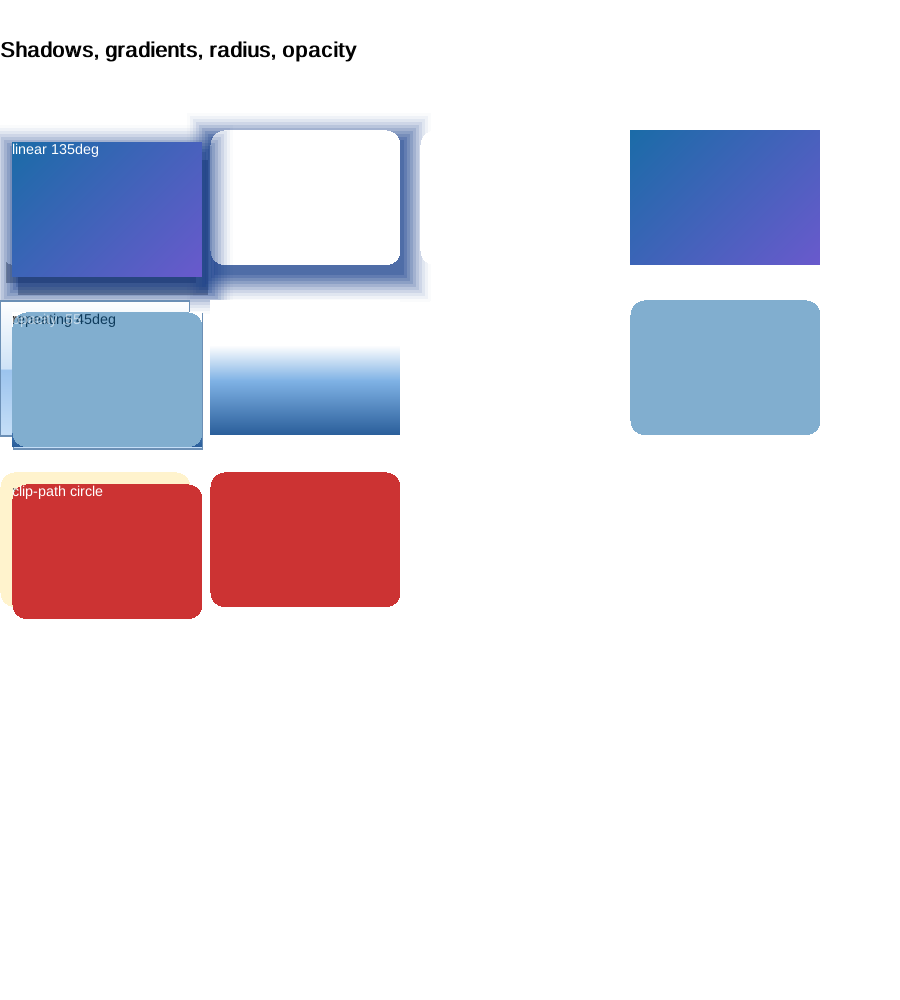 Shadows, gradients, radius, opacity
linear 135deg
repeating 45deg
clip-path circle